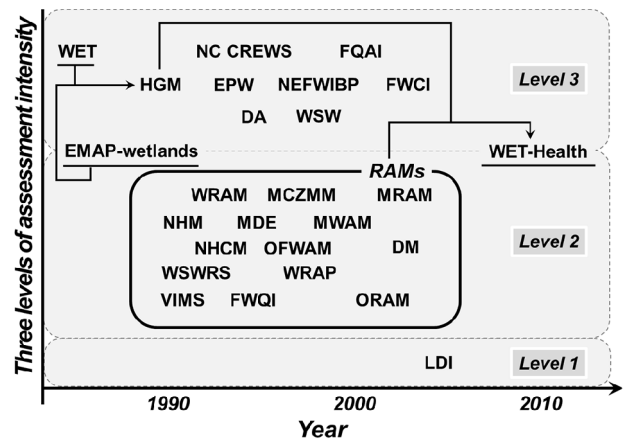 Three levels of assessment intensity
WET NC CREWS FQAI
HGM EPW NEFWIBP FWCI Level 3
DA WSW
EMAP-wetlands WET-Health
RAMs
WRAM MCZMM MRAM
NHM MDE MWAM
NHCM OFWAM DM Level 2
WSWRS WRAP
VIMS FWQI ORAM
LDI Level 1
1990 2000 2010
Year